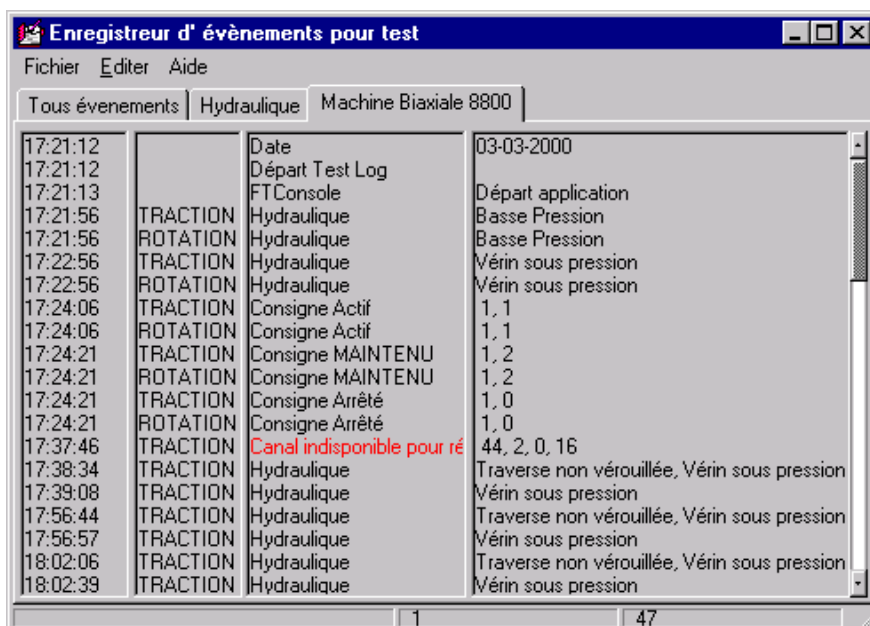 Enregistreur d' évènements pour test
Fichier Editer Aide
Tous évenements Hydraulique Machine Biaxiale 8800
17:21:12 Date 03-03-2000
17:21:12 Départ Test Log
17:21:13 FTConsole Départ application
17:21:56 TRACTION Hydraulique Basse Pression
17:21:56 ROTATION Hydraulique Basse Pression
17:22:56 TRACTION Hydraulique Vérin sous pression
17:22:56 ROTATION Hydraulique Vérin sous pression
17:24:06 TRACTION Consigne Actif 1, 1
17:24:06 ROTATION Consigne Actif 1, 1
17:24:21 TRACTION Consigne MAINTENU 1, 2
17:24:21 ROTATION Consigne MAINTENU 1, 2
17:24:21 TRACTION Consigne Arrêté 1, 0
17:24:21 ROTATION Consigne Arrêté 1, 0
17:37:46 TRACTION Canal indisponible pour ré 44, 2, 0, 16
17:38:34 TRACTION Hydraulique Traverse non vérouillée, Vérin sous pression
17:39:08 TRACTION Hydraulique Vérin sous pression
17:56:44 TRACTION Hydraulique Traverse non vérouillée, Vérin sous pression
17:56:57 TRACTION Hydraulique Vérin sous pression
18:02:06 TRACTION Hydraulique Traverse non vérouillée, Vérin sous pression
18:02:39 TRACTION Hydraulique Vérin sous pression
1 47